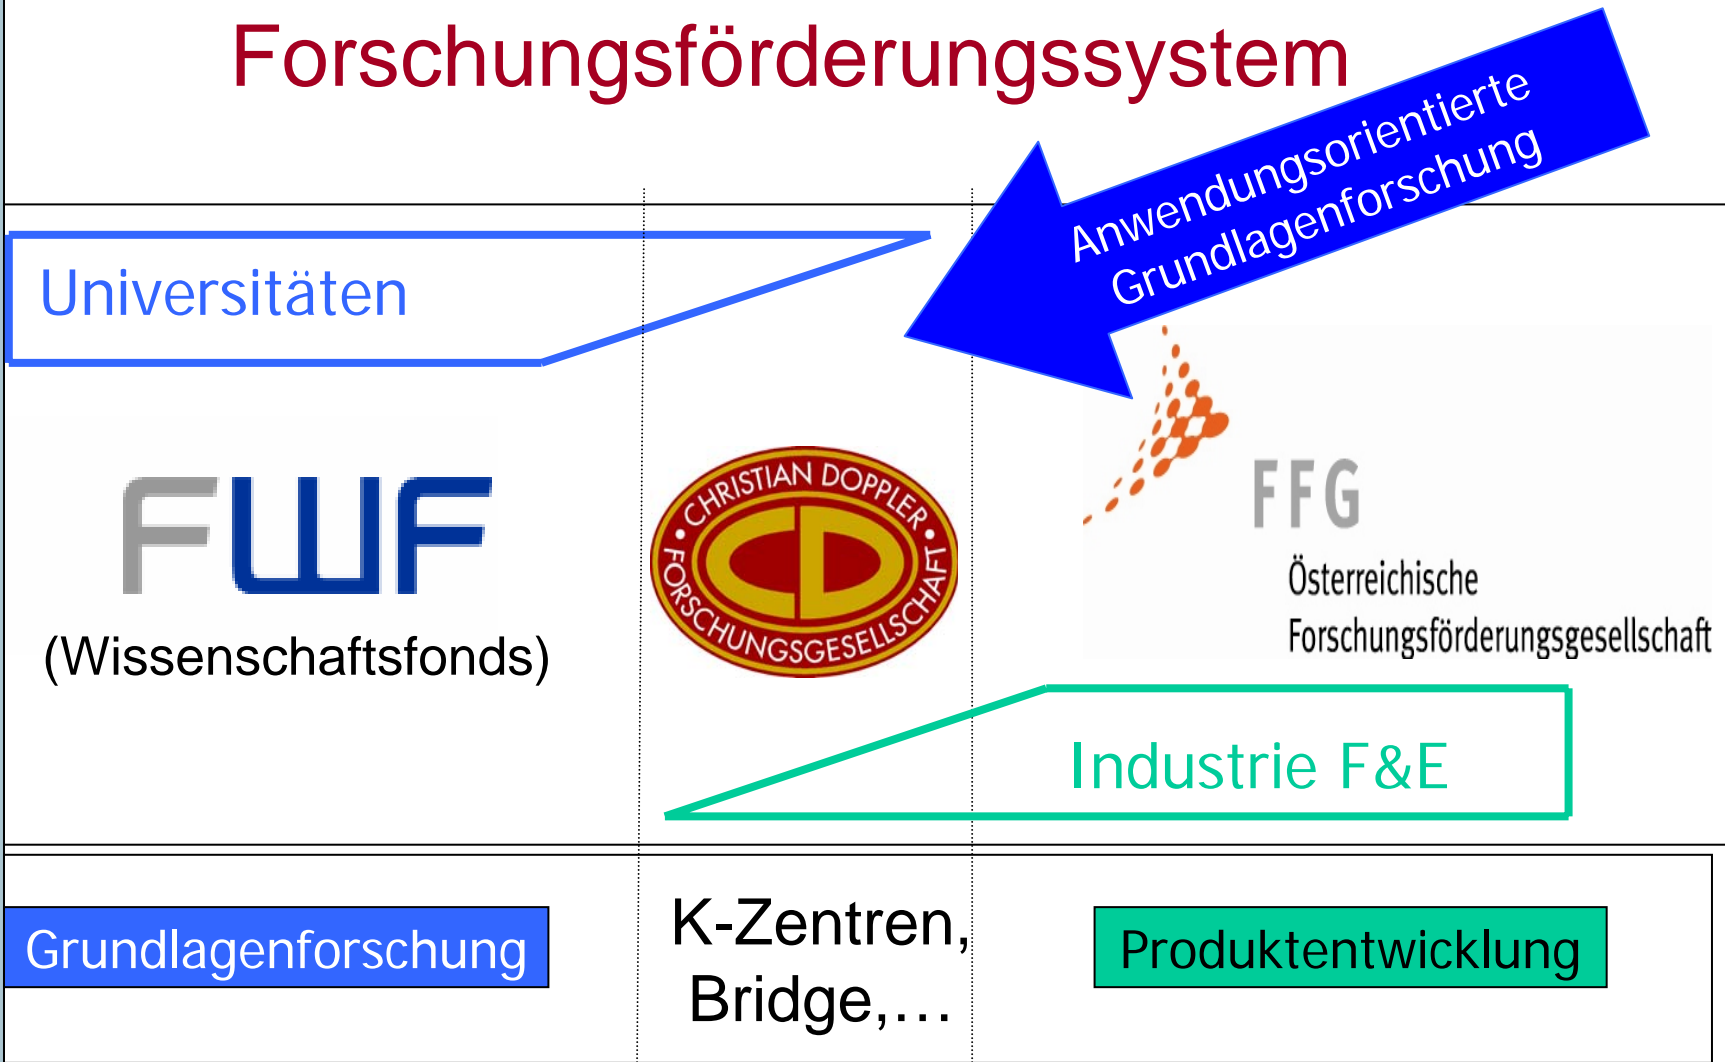 Forschungsförderungssystem
Anwendungsorientierte
Grundlagenforschung
Universitäten
FWF
(Wissenschaftsfonds)
• CHRISTIAN DOPPLER •
FORSCHUNGSGESELLSCHAFT
CD
FFG
Österreichische
Forschungsförderungsgesellschaft
Industrie F&E
Grundlagenforschung
K-Zentren,
Bridge,…
Produktentwicklung